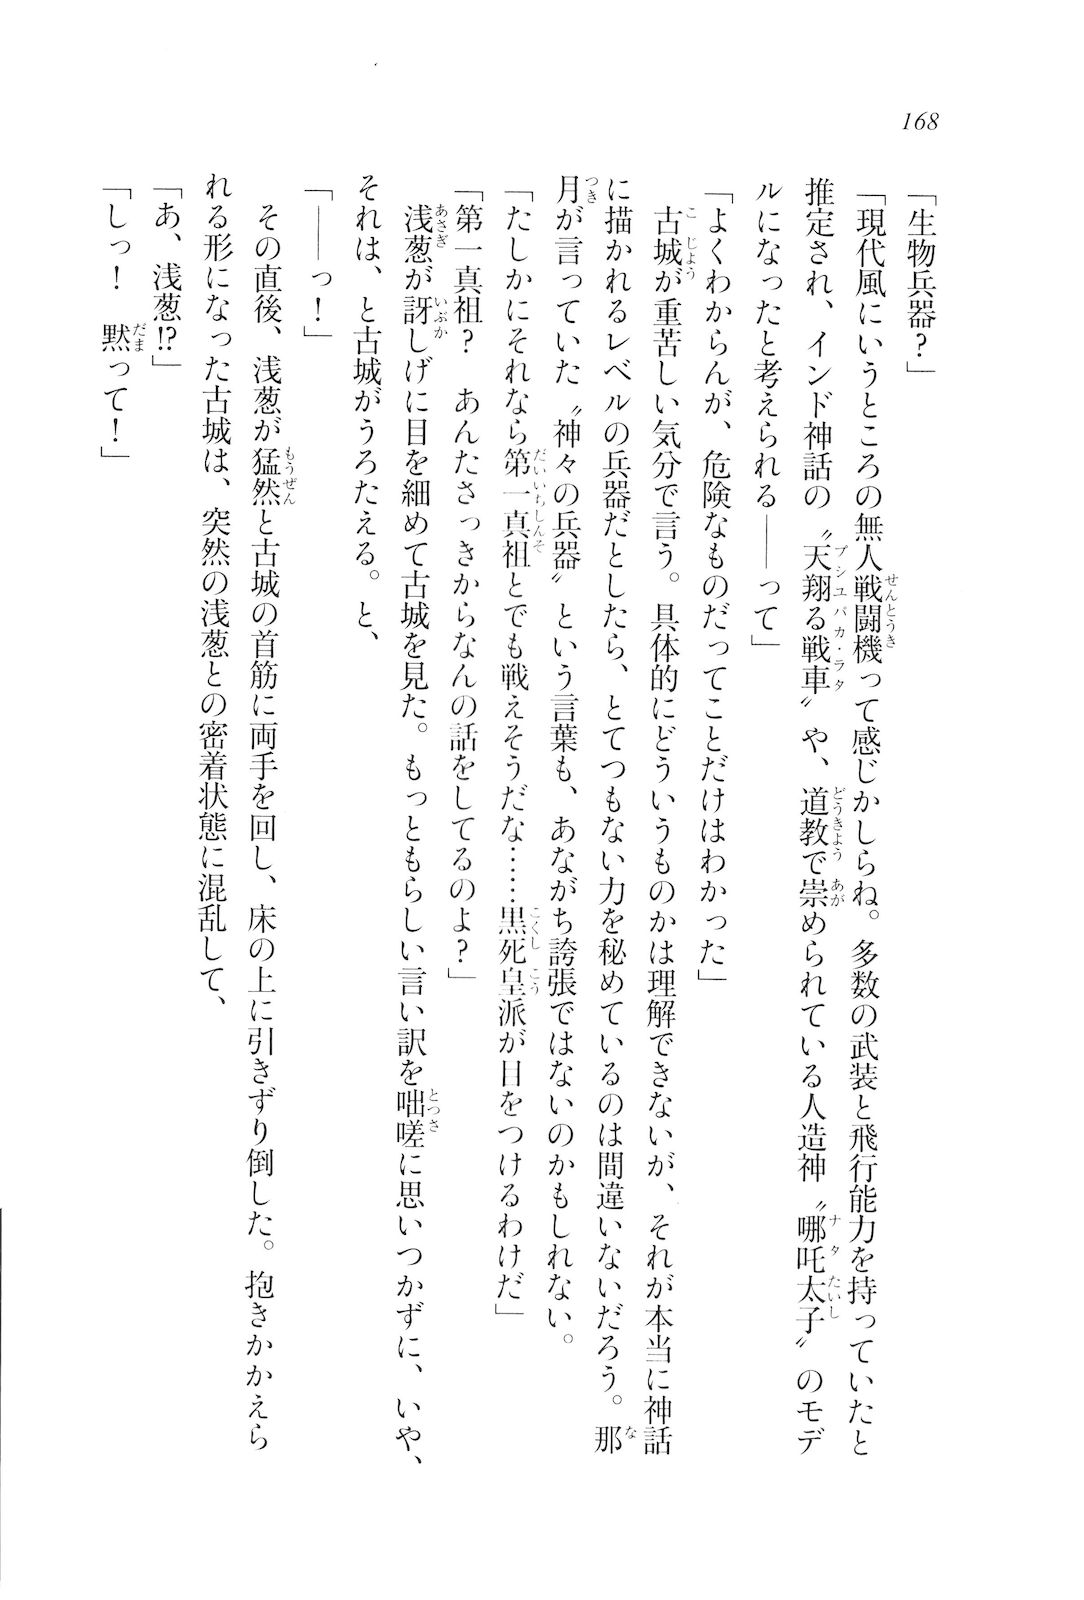 168
「生物兵器？」
「現代風にいうところの無人戦闘機って感じかしらね。多数の武装と飛行能力を持っていたと
推定され、インド神話の〝天翔る戦車〟や、道教で崇められている人造神〝哪吒太子〟のモデ
ルになったと考えられる――って」
「よくわからんが、危険なものだってことだけはわかった」
　古城が重苦しい気分で言う。具体的にどういうものかは理解できないが、それが本当に神話
に描かれるレベルの兵器だとしたら、とてつもない力を秘めているのは間違いないだろう。那
月が言っていた〝神々の兵器〟という言葉も、あながち誇張ではないのかもしれない。
「たしかにそれなら第一真祖とでも戦えそうだな……黒死皇派が目をつけるわけだ」
「第一真祖？　あんたさっきからなんの話をしてるのよ？」
　浅葱が訝しげに目を細めて古城を見た。もっともらしい言い訳を咄嗟に思いつかずに、いや、
それは、と古城がうろたえる。と、
「――っ！」
　その直後、浅葱が猛然と古城の首筋に両手を回し、床の上に引きずり倒した。抱きかかえら
れる形になった古城は、突然の浅葱との密着状態に混乱して、
「あ、浅葱!?」
「しっ！　黙って！」